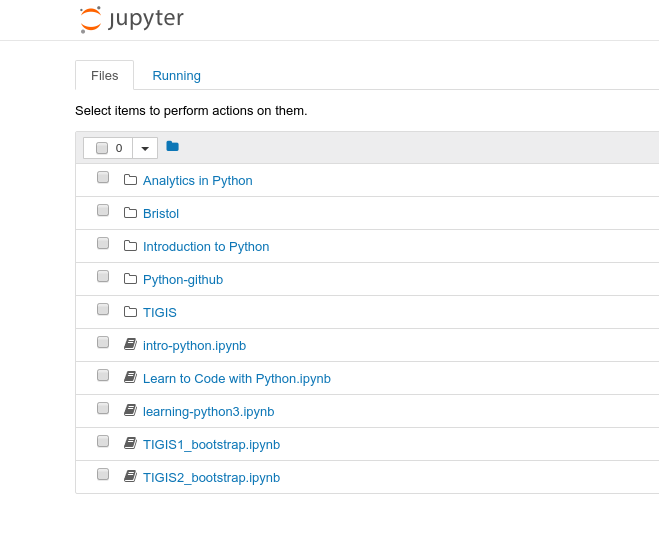 jupyter
Files Running
Select items to perform actions on them.
0
Analytics in Python
Bristol
Introduction to Python
Python-github
TIGIS
intro-python.ipynb
Learn to Code with Python.ipynb
learning-python3.ipynb
TIGIS1_bootstrap.ipynb
TIGIS2_bootstrap.ipynb